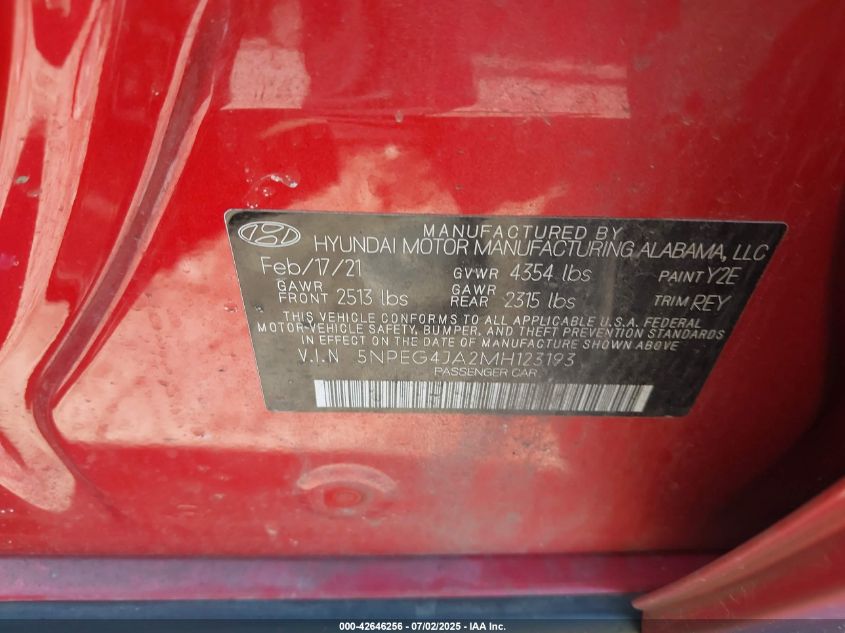 MANUFACTURED BY
HYUNDAI MOTOR MANUFACTURING ALABAMA, LLC
Feb/17/21 GVWR 4354 lbs PAINT Y2E
GAWR FRONT 2513 lbs GAWR REAR 2315 lbs TRIM REY
THIS VEHICLE CONFORMS TO ALL APPLICABLE U.S.A. FEDERAL
MOTOR-VEHICLE SAFETY, BUMPER, AND THEFT PREVENTION STANDARDS
IN EFFECT ON THE DATE OF MANUFACTURE SHOWN ABOVE
V.I.N 5NPEG4JA2MH123193
PASSENGER CAR
000-42646256 - 07/02/2025 - IAA Inc.